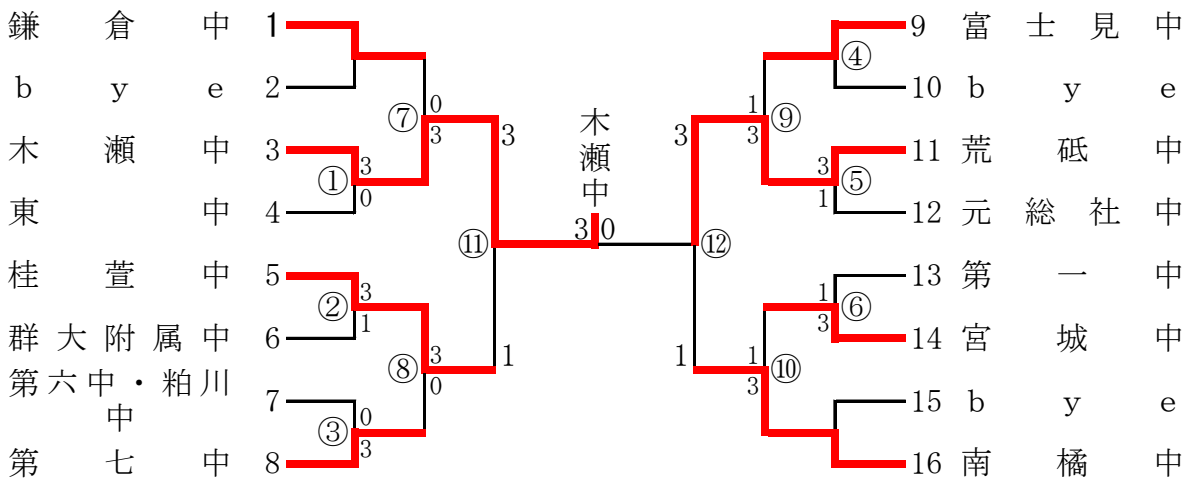 鎌倉中 1
bye 2
木瀬中 3
東中 4
桂萱中 5
群大附属中 6
第六中・粕川
中 7
第七中 8
① 3 0
② 3 1
③ 0 3
⑦ 0 3
⑧ 3 0
⑪ 3 1
木瀬中
3 0
9 富士見中
10 bye
11 荒砥中
12 元総社中
13 第一中
14 宮城中
15 bye
16 南橘中
④
⑤ 3 1
⑥ 1 3
⑨ 1 3
⑩ 1 3
⑫ 3 1